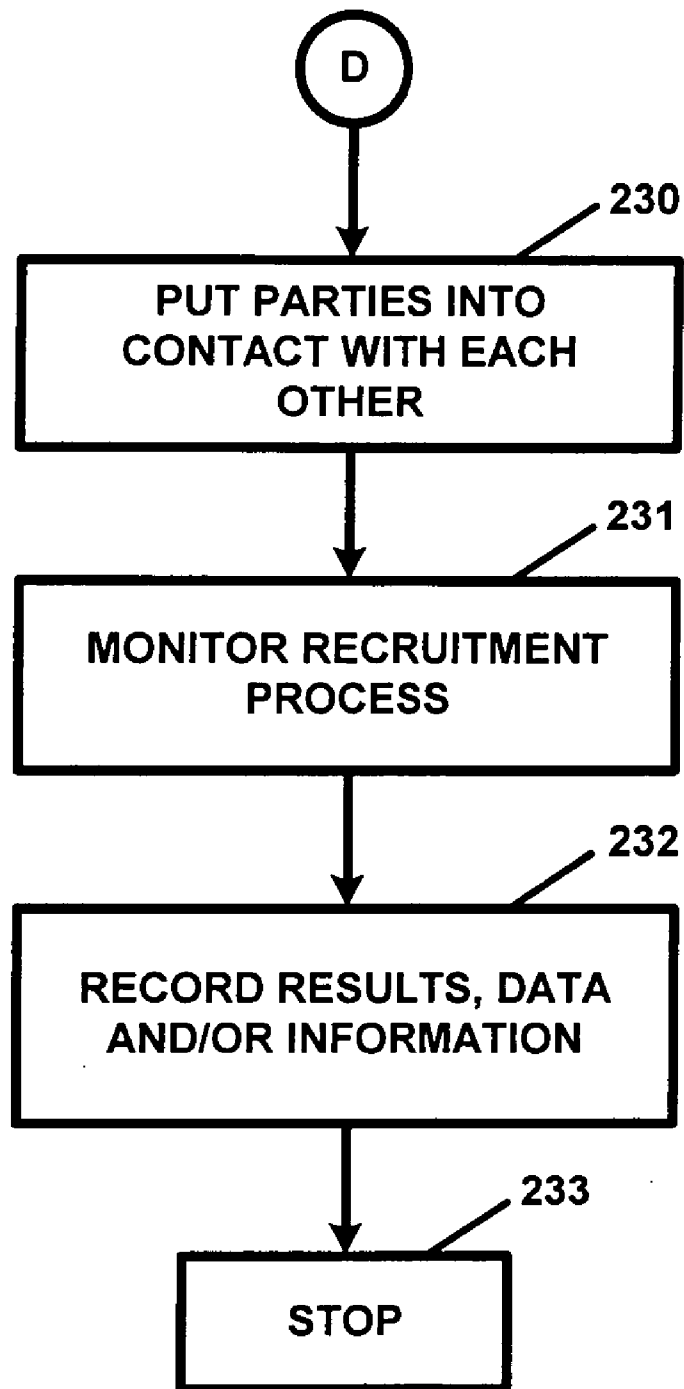 D
230
PUT PARTIES INTO
CONTACT WITH EACH
OTHER
231
MONITOR RECRUITMENT
PROCESS
232
RECORD RESULTS, DATA
AND/OR INFORMATION
233
STOP